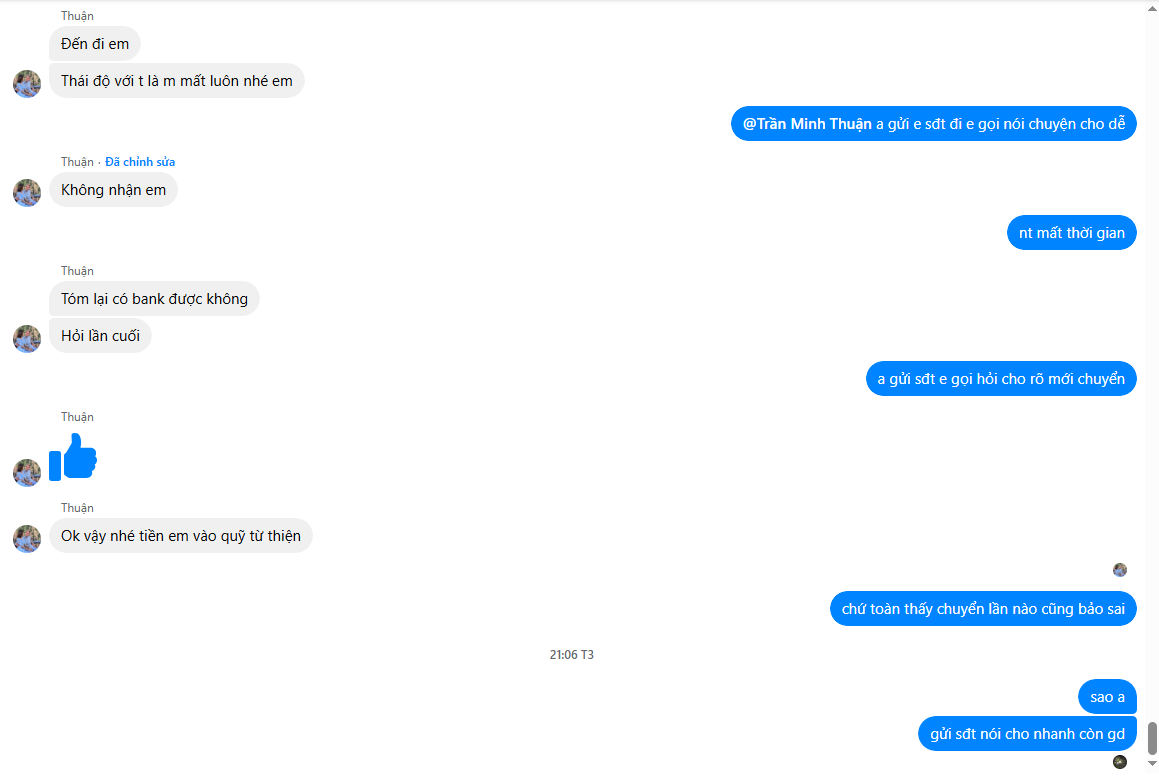 Thuận
Đến đi em
Thái độ với t là m mất luôn nhé em
@Trần Minh Thuận a gửi e sđt đi e gọi nói chuyện cho dễ
Thuận · Đã chỉnh sửa
Không nhận em
nt mất thời gian
Thuận
Tóm lại có bank được không
Hỏi lần cuối
a gửi sđt e gọi hỏi cho rõ mới chuyển
Thuận
Thuận
Ok vậy nhé tiền em vào quỹ từ thiện
chứ toàn thấy chuyển lần nào cũng bảo sai
21:06 T3
sao a
gửi sđt nói cho nhanh còn gd